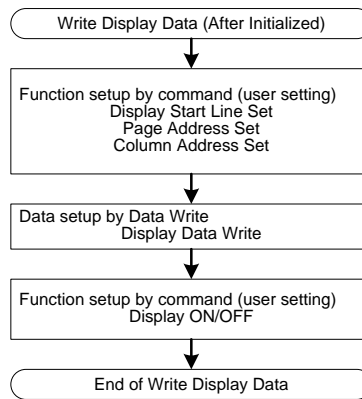 Write Display Data (After Initialized)
Function setup by command (user setting)
Display Start Line Set
Page Address Set
Column Address Set
Data setup by Data Write
Display Data Write
Function setup by command (user setting)
Display ON/OFF
End of Write Display Data